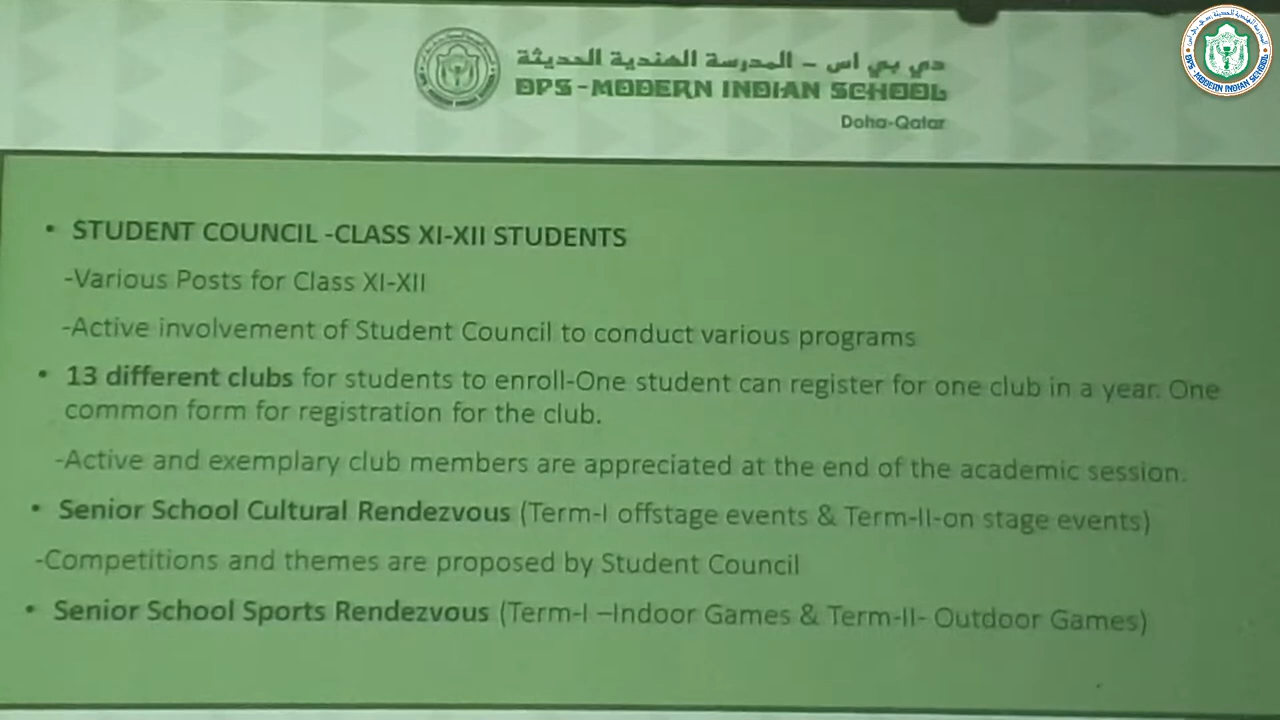 دي بي اس – المدرسة الهندية الحديثة
DPS-MODERN INDIAN SCHOOL
Doha-Qatar
• STUDENT COUNCIL -CLASS XI-XII STUDENTS
-Various Posts for Class XI-XII
-Active involvement of Student Council to conduct various programs
• 13 different clubs for students to enroll-One student can register for one club in a year. One
common form for registration for the club.
-Active and exemplary club members are appreciated at the end of the academic session.
• Senior School Cultural Rendezvous (Term-I offstage events & Term-II-on stage events)
-Competitions and themes are proposed by Student Council
• Senior School Sports Rendezvous (Term-I –Indoor Games & Term-II- Outdoor Games)
DPS-MODERN INDIAN SCHOOL